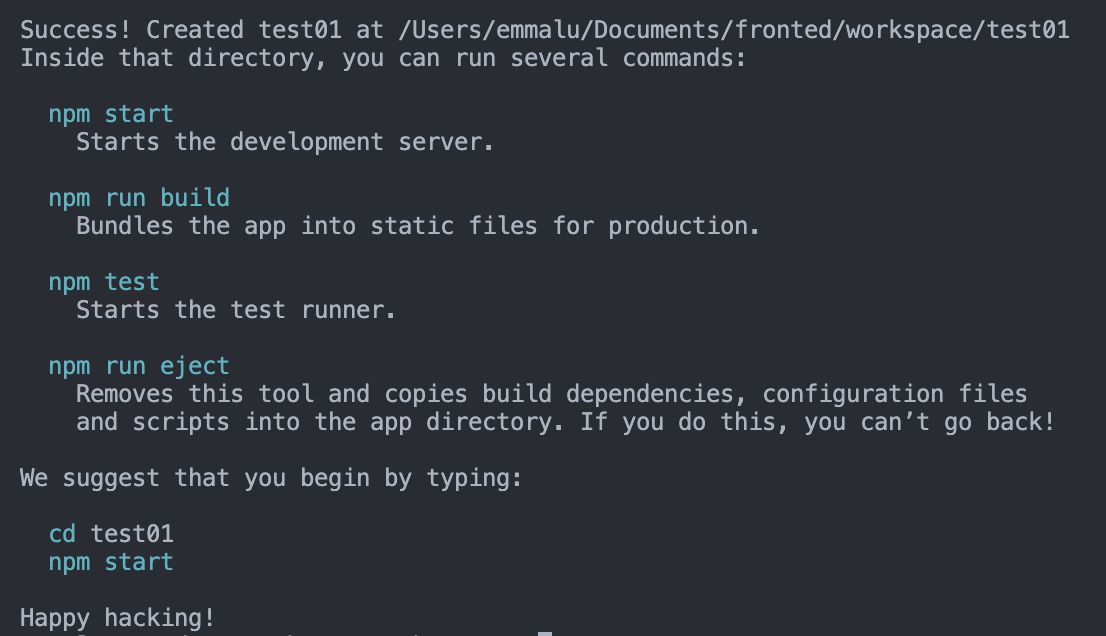 Success! Created test01 at /Users/emmalu/Documents/fronted/workspace/test01
Inside that directory, you can run several commands:
npm start
Starts the development server.
npm run build
Bundles the app into static files for production.
npm test
Starts the test runner.
npm run eject
Removes this tool and copies build dependencies, configuration files
and scripts into the app directory. If you do this, you can’t go back!
We suggest that you begin by typing:
cd test01
npm start
Happy hacking!